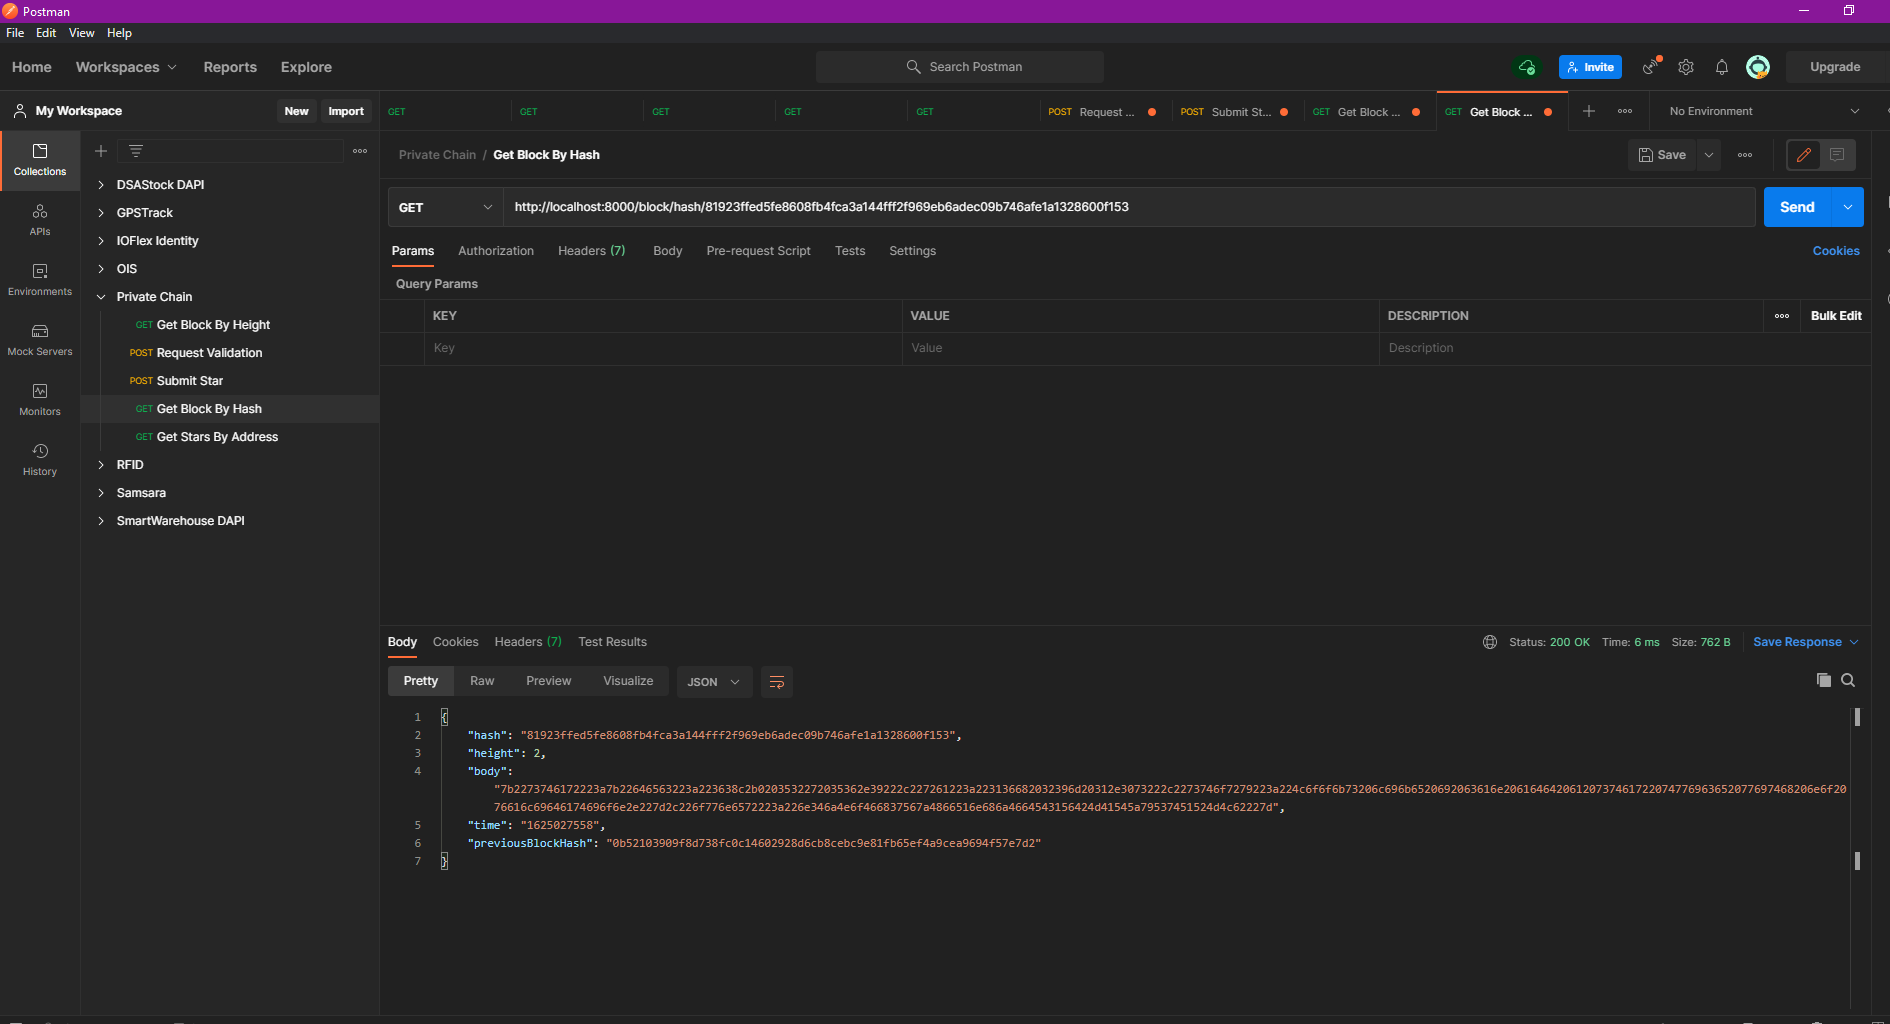 Postman
File Edit View Help
Home Workspaces Reports Explore Search Postman Invite Upgrade
My Workspace New Import GET GET GET GET GET POST Request ... POST Submit St... GET Get Block ... GET Get Block ... No Environment
Private Chain / Get Block By Hash Save
Collections
APIs
Environments
Mock Servers
Monitors
History
DSAStock DAPI
GPSTrack
IOFlex Identity
OIS
Private Chain
GET Get Block By Height
POST Request Validation
POST Submit Star
GET Get Block By Hash
GET Get Stars By Address
RFID
Samsara
SmartWarehouse DAPI
GET http://localhost:8000/block/hash/81923ffed5fe8608fb4fca3a144fff2f969eb6adec09b746afe1a1328600f153 Send
Params Authorization Headers (7) Body Pre-request Script Tests Settings Cookies
Query Params
KEY VALUE DESCRIPTION Bulk Edit
Key Value Description
Body Cookies Headers (7) Test Results Status: 200 OK Time: 6 ms Size: 762 B Save Response
Pretty Raw Preview Visualize JSON
1 {
2 "hash": "81923ffed5fe8608fb4fca3a144fff2f969eb6adec09b746afe1a1328600f153",
3 "height": 2,
4 "body":
5 "time": "1625027558",
6 "previousBlockHash": "0b52103909f8d738fc0c14602928d6cb8cebc9e81fb65ef4a9cea9694f57e7d2"
7 }